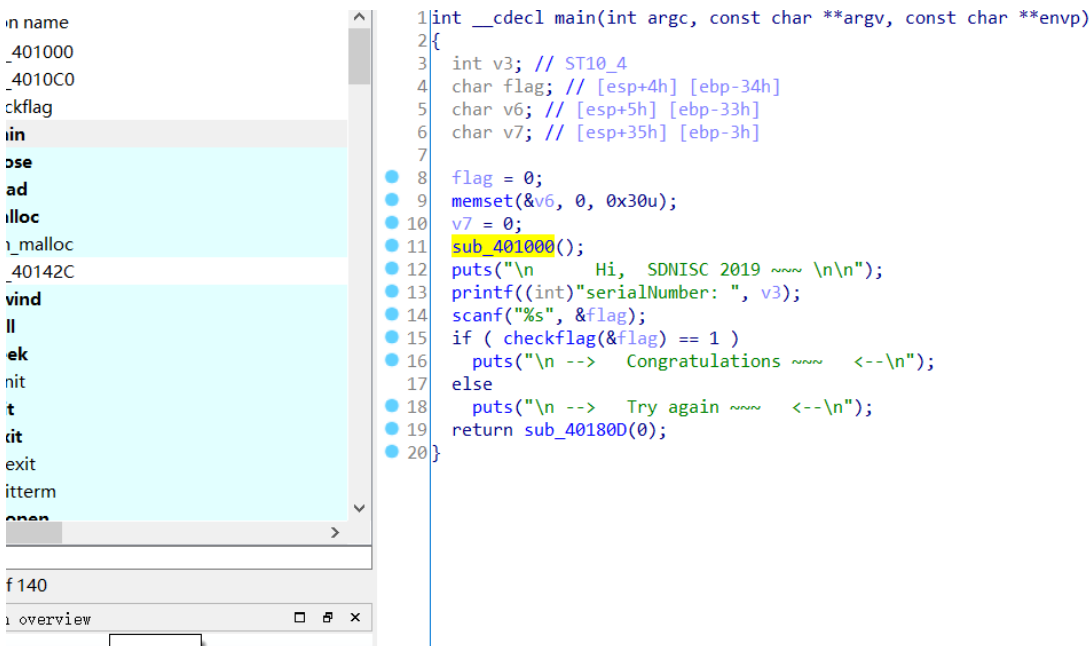 on name
_401000
_4010C0
ckflag
ain
ose
ad
lloc
h_malloc
_40142C
wind
ll
eek
nit
t
xit
exit
itterm
open
f 140
overview
1 int __cdecl main(int argc, const char **argv, const char **envp)
2 {
3 int v3; // ST10_4
4 char flag; // [esp+4h] [ebp-34h]
5 char v6; // [esp+5h] [ebp-33h]
6 char v7; // [esp+35h] [ebp-3h]
7
8 flag = 0;
9 memset(&v6, 0, 0x30u);
10 v7 = 0;
11 sub_401000();
12 puts("\n      Hi,  SDNISC 2019 ~~~ \n\n");
13 printf((int)"serialNumber: ", v3);
14 scanf("%s", &flag);
15 if ( checkflag(&flag) == 1 )
16 puts("\n -->   Congratulations ~~~   <--\n");
17 else
18 puts("\n -->   Try again ~~~   <--\n");
19 return sub_40180D(0);
20 }